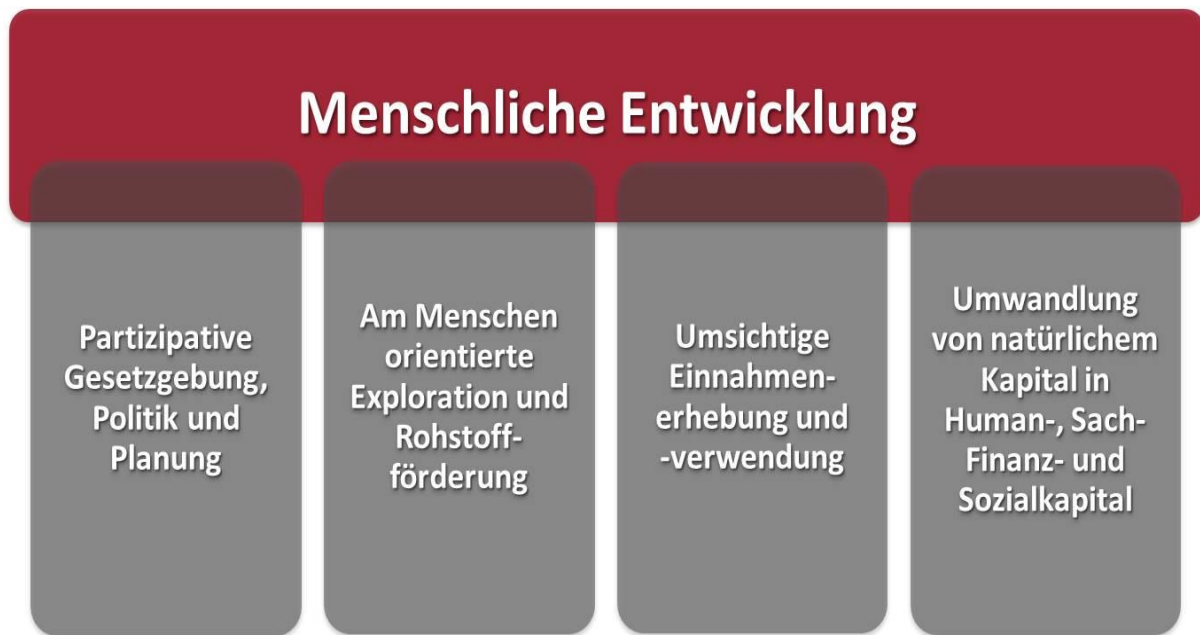 Menschliche Entwicklung
Partizipative
Gesetzgebung,
Politik und
Planung
Am Menschen
orientierte
Exploration und
Rohstoff-
förderung
Umsichtige
Einnahmen-
erhebung und
-verwendung
Umwandlung
von natürlichem
Kapital in
Human-, Sach-
Finanz- und
Sozialkapital